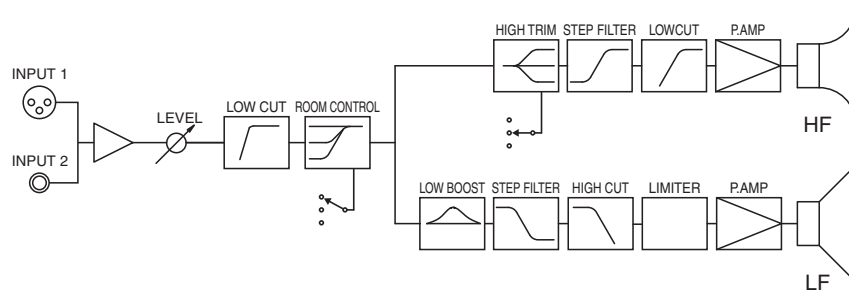 HIGH TRIM STEP FILTER LOWCUT P.AMP
INPUT 1
LEVEL
LOW CUT ROOM CONTROL
HF
INPUT 2
LOW BOOST STEP FILTER HIGH CUT LIMITER P.AMP
LF